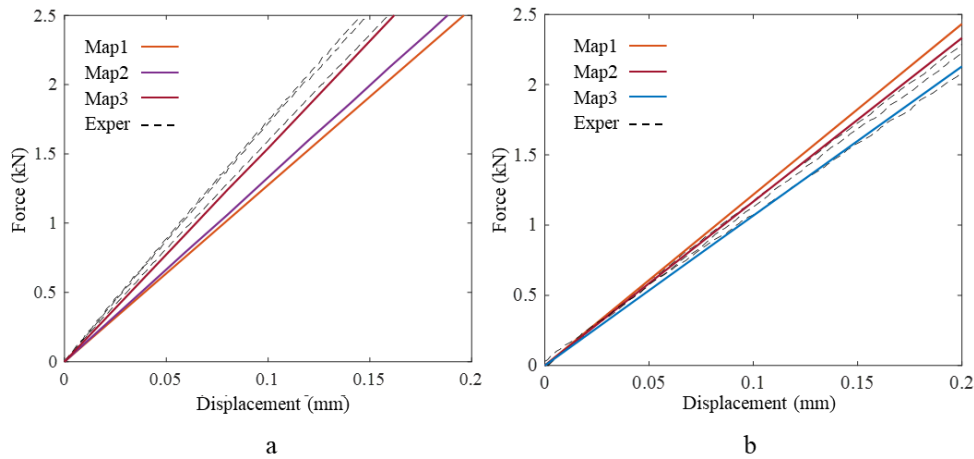 2.5
2
1.5
1
0.5
0
Force (kN)
Map1
Map2
Map3
Exper
0
0.05
0.1
0.15
0.2
Displacement (mm)
a
2.5
2
1.5
1
0.5
0
Force (kN)
Map1
Map2
Map3
Exper
0
0.05
0.1
0.15
0.2
Displacement (mm)
b